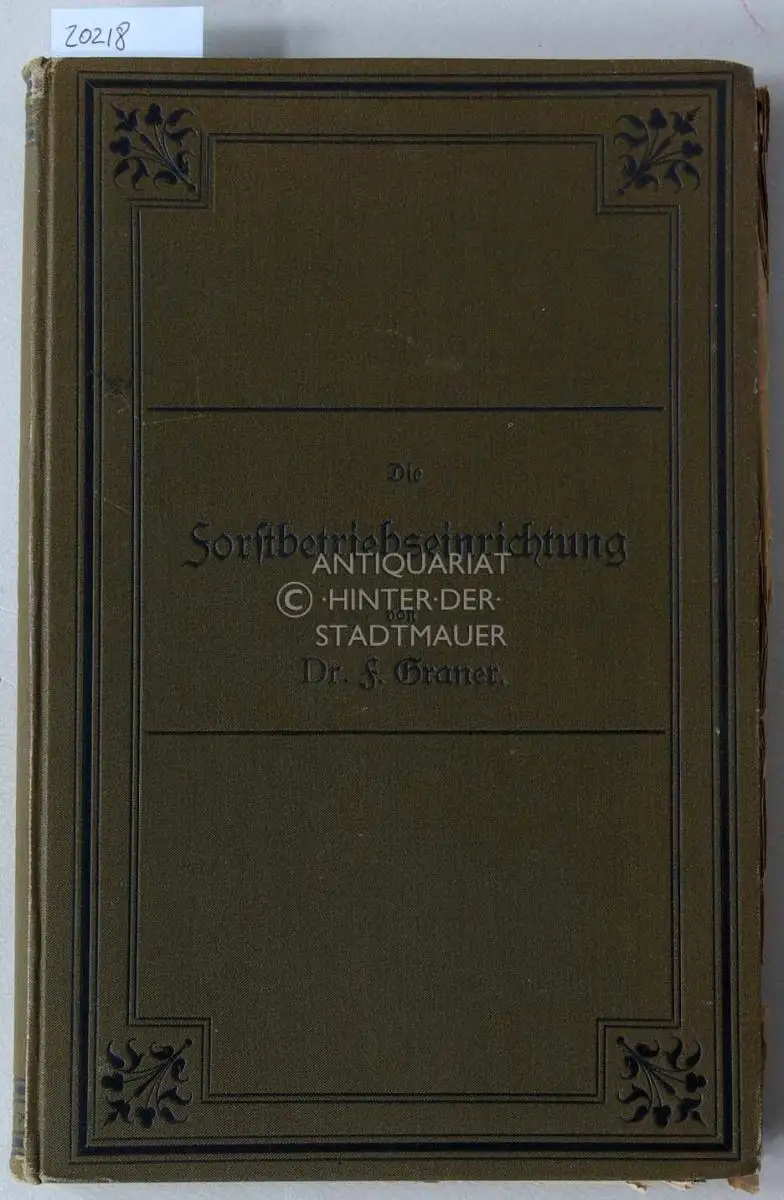 20218
Die
Forstbetriebseinrichtung
von
Dr. F. Graner.
ANTIQUARIAT
© ·HINTER·DER·
STADTMAUER